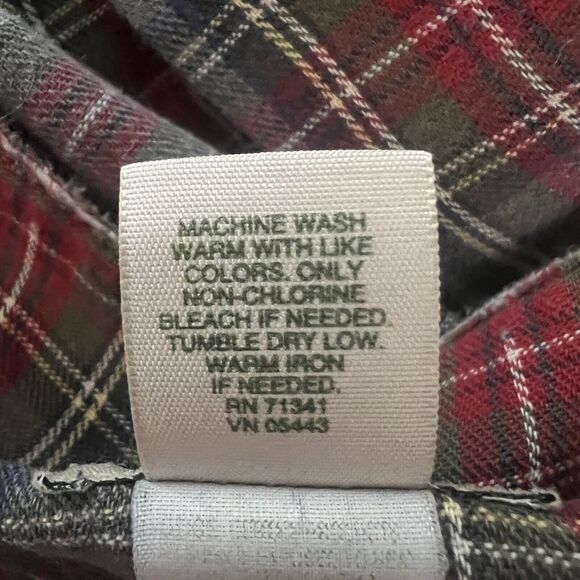 MACHINE WASH
WARM WITH LIKE
COLORS. ONLY
NON-CHLORINE
BLEACH IF NEEDED.
TUMBLE DRY LOW.
WARM IRON
IF NEEDED.
RN 71341
VN 05443